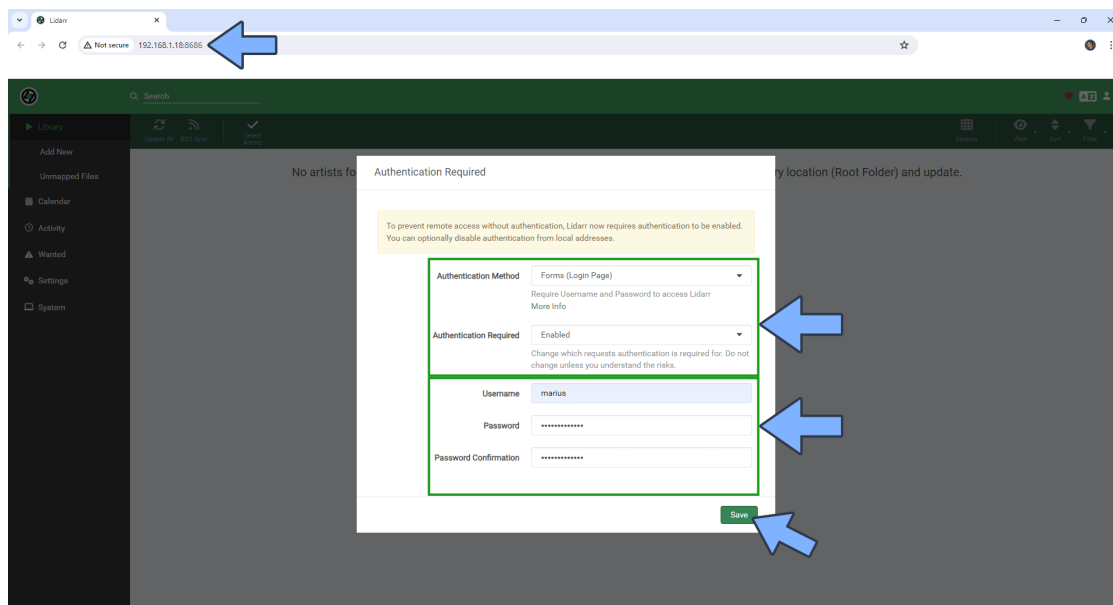 Lidarr
Not secure 192.168.1.18:8686
Search
Library
Update All RSS Sync Select Artists Options View Sort Filter
Add New
Unmapped Files
No artists fo
ry location (Root Folder) and update.
Calendar
Activity
Wanted
Settings
System
Authentication Required
To prevent remote access without authentication, Lidarr now requires authentication to be enabled.
You can optionally disable authentication from local addresses.
Authentication Method Forms (Login Page)
Require Username and Password to access Lidarr
More Info
Authentication Required Enabled
Change which requests authentication is required for. Do not
change unless you understand the risks.
Username marius
Password •••••••••••••
Password Confirmation •••••••••••••
Save